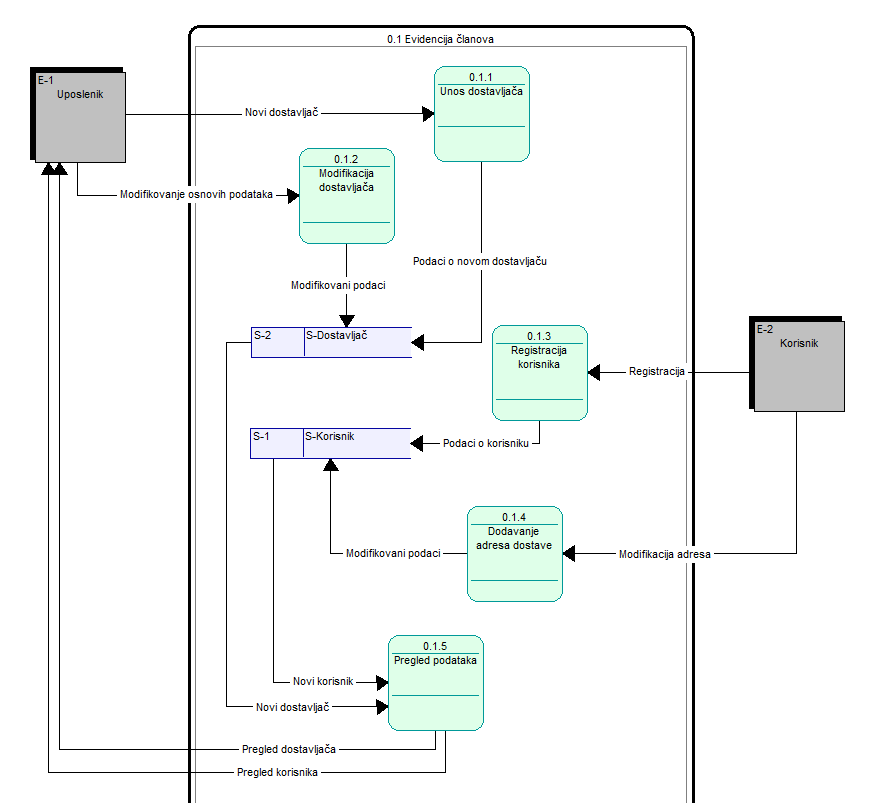 0.1 Evidencija članova
E-1
Uposlenik
0.1.1
Unos dostavljača
Novi dostavljač
0.1.2
Modifikacija
dostavljača
Modifikovanje osnovih podataka
Podaci o novom dostavljaču
Modifikovani podaci
S-2
S-Dostavljač
0.1.3
Registracija
korisnika
E-2
Korisnik
Registracija
S-1
S-Korisnik
Podaci o korisniku
0.1.4
Dodavanje
adresa dostave
Modifikovani podaci
Modifikacija adresa
0.1.5
Pregled podataka
Novi korisnik
Novi dostavljač
Pregled dostavljača
Pregled korisnika